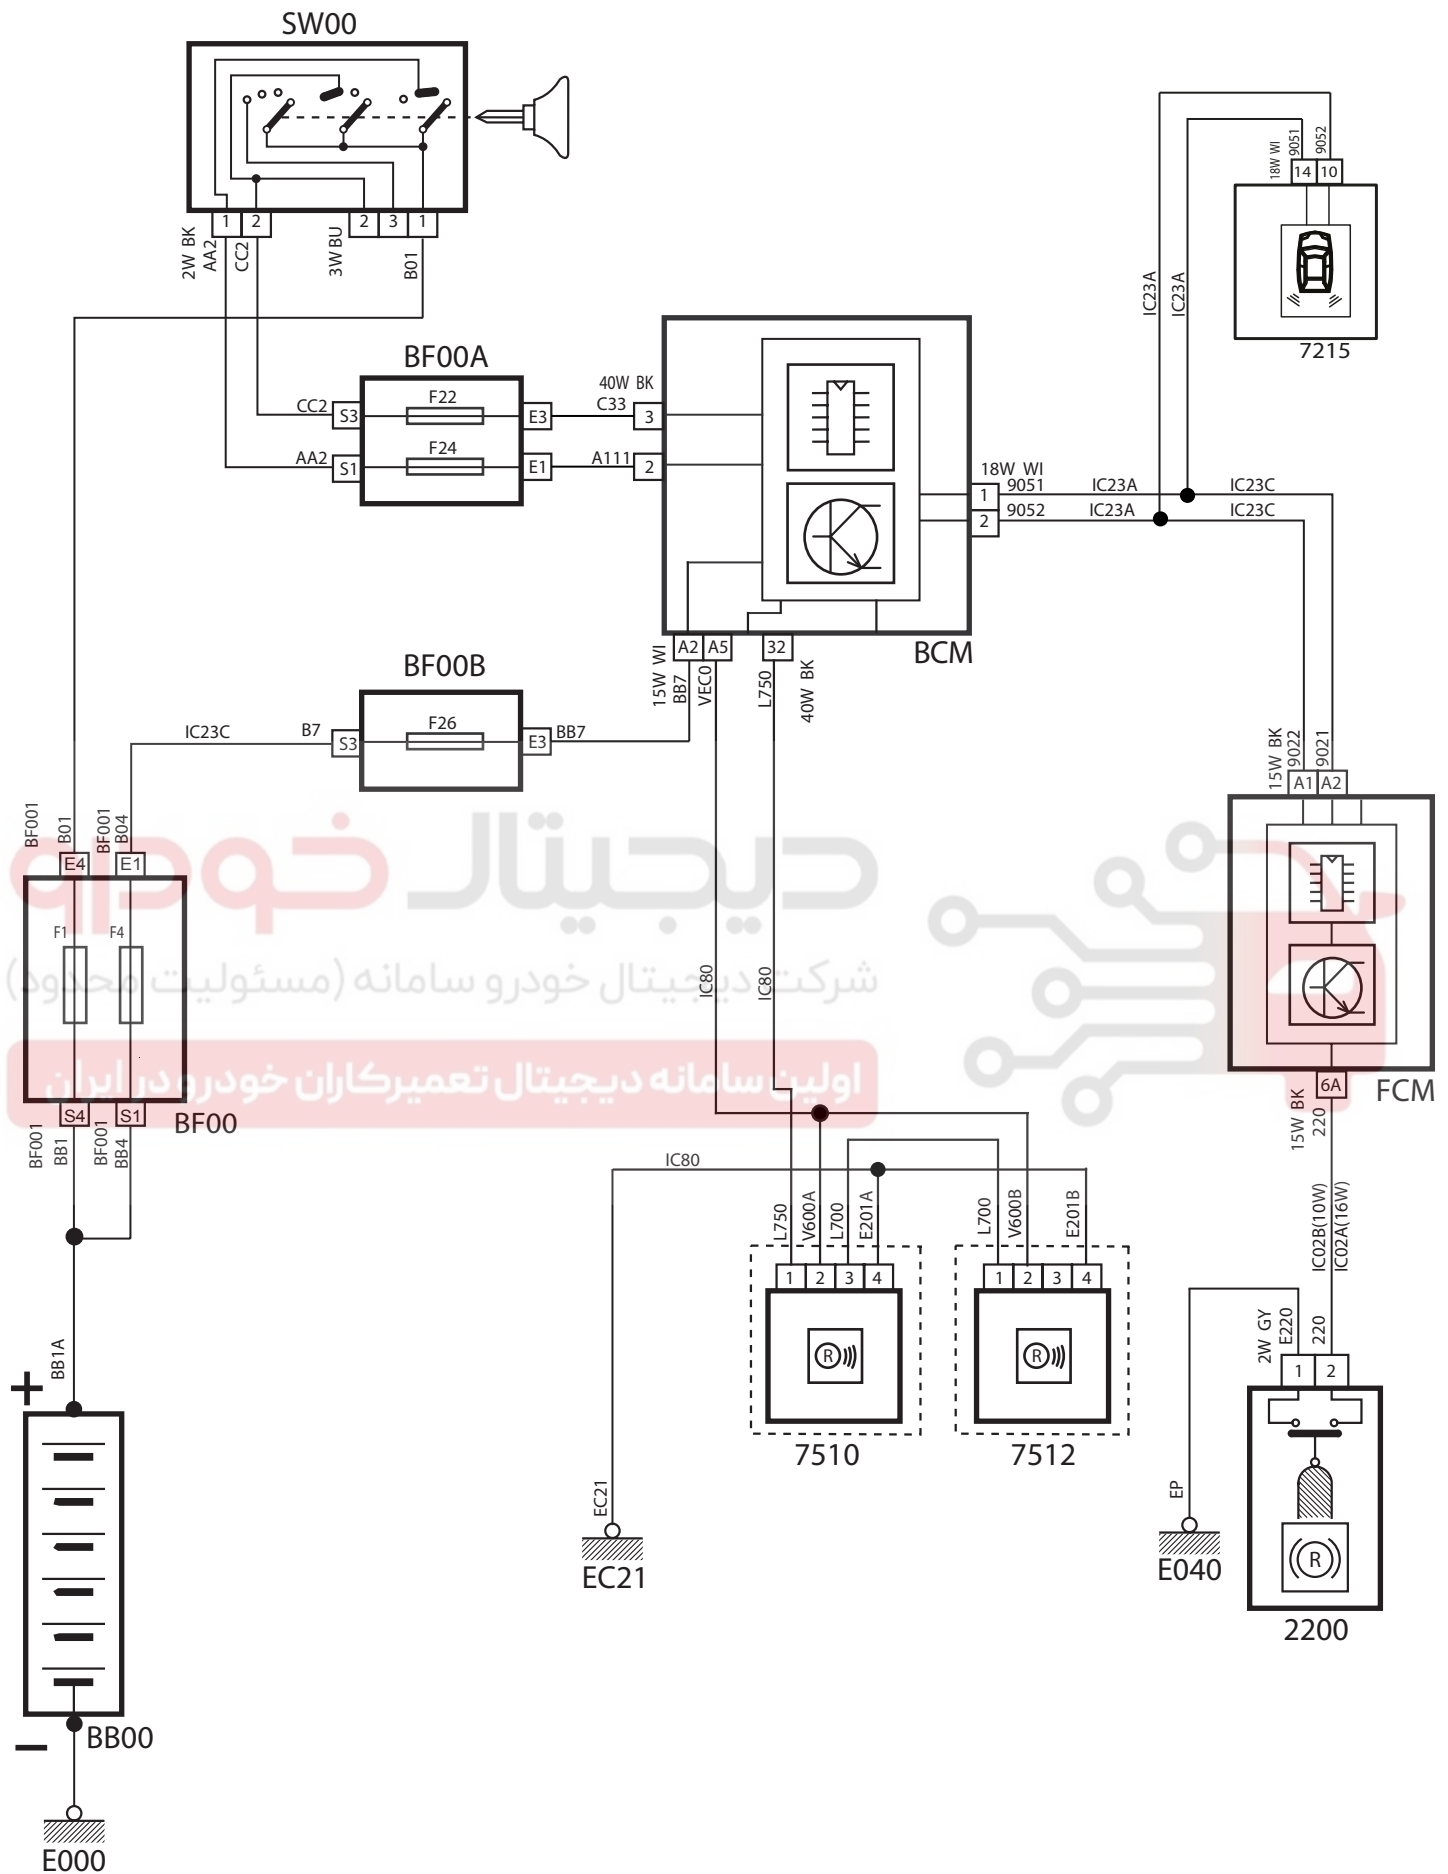 SW00
1
2
2
3
1
2W BK
AA2
CC2
3W BU
B01
18W WI
9051
9052
14
10
7215
IC23A
IC23A
BF00A
CC2
S3
F22
E3
C33
40W BK
3
AA2
S1
F24
E1
A111
2
18W WI
1
9051
IC23A
IC23C
2
9052
IC23A
IC23C
BCM
A2
A5
32
15W WI
BB7
VEC0
L750
40W BK
BF00B
IC23C
B7
S3
F26
E3
BB7
15W BK
9022
9021
A1
A2
BF001
B01
BF001
B04
E4
E1
دیجیتال خودرو
F1
F4
شرکت دیجیتال خودرو سامانه (مسئولیت محدود)
IC80
IC80
اولین سامانه دیجیتال تعمیرکاران خودرو در ایران
S4
S1
BF00
BF001
BB1
BF001
BB4
6A
FCM
15W BK
220
IC80
L750
V600A
L700
E201A
L700
V600B
E201B
IC02B(10W)
IC02A(16W)
1
2
3
4
1
2
3
4
R
R
7510
7512
2W GY
E220
220
1
2
BB1A
+
EC21
EC21
EP
E040
R
2200
BB00
–
E000